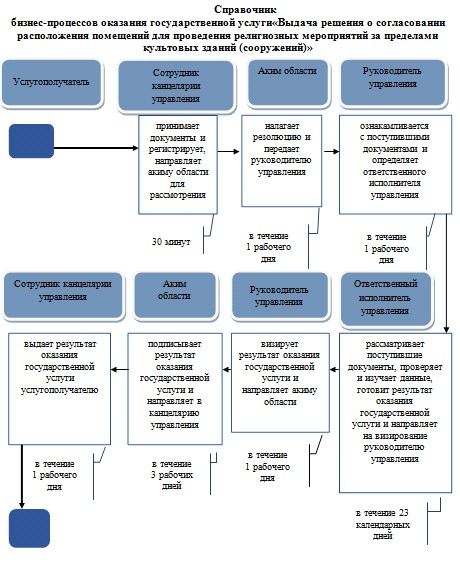 Справочник
бизнес-процессов оказания государственной услуги«Выдача решения о согласовании
расположения помещений для проведения религиозных мероприятий за пределами
культовых зданий (сооружений)»
Услугополучатель
Сотрудник
канцелярии
управления
Аким области
Руководитель
управления
принимает
документы и
регистрирует,
направляет
акиму области
для
рассмотрения
налагает
резолюцию и
передает
руководителю
управления
ознакамливается
с поступившими
документами и
определяет
ответственного
исполнителя
управления
30 минут
в течение
1 рабочего
дня
в течение
1 рабочего
дня
Сотрудник канцелярии
управления
Аким
области
Руководитель
управления
Ответственный
исполнитель
управления
выдает результат
оказания
государственной
услуги
услугополучателю
подписывает
результат
оказания
государственной
услуги и
направляет в
канцелярию
управления
визирует
результат оказания
государственной
услуги и
направляет акиму
области
рассматривает
поступившие
документы, проверяет
и изучает данные,
готовит результат
оказания
государственной
услуги и направляет
на визирование
руководителю
управления
в течение
1 рабочего
дня
в течение
3 рабочих
дней
в течение
1 рабочего
дня
в течение 23
календарных
дней